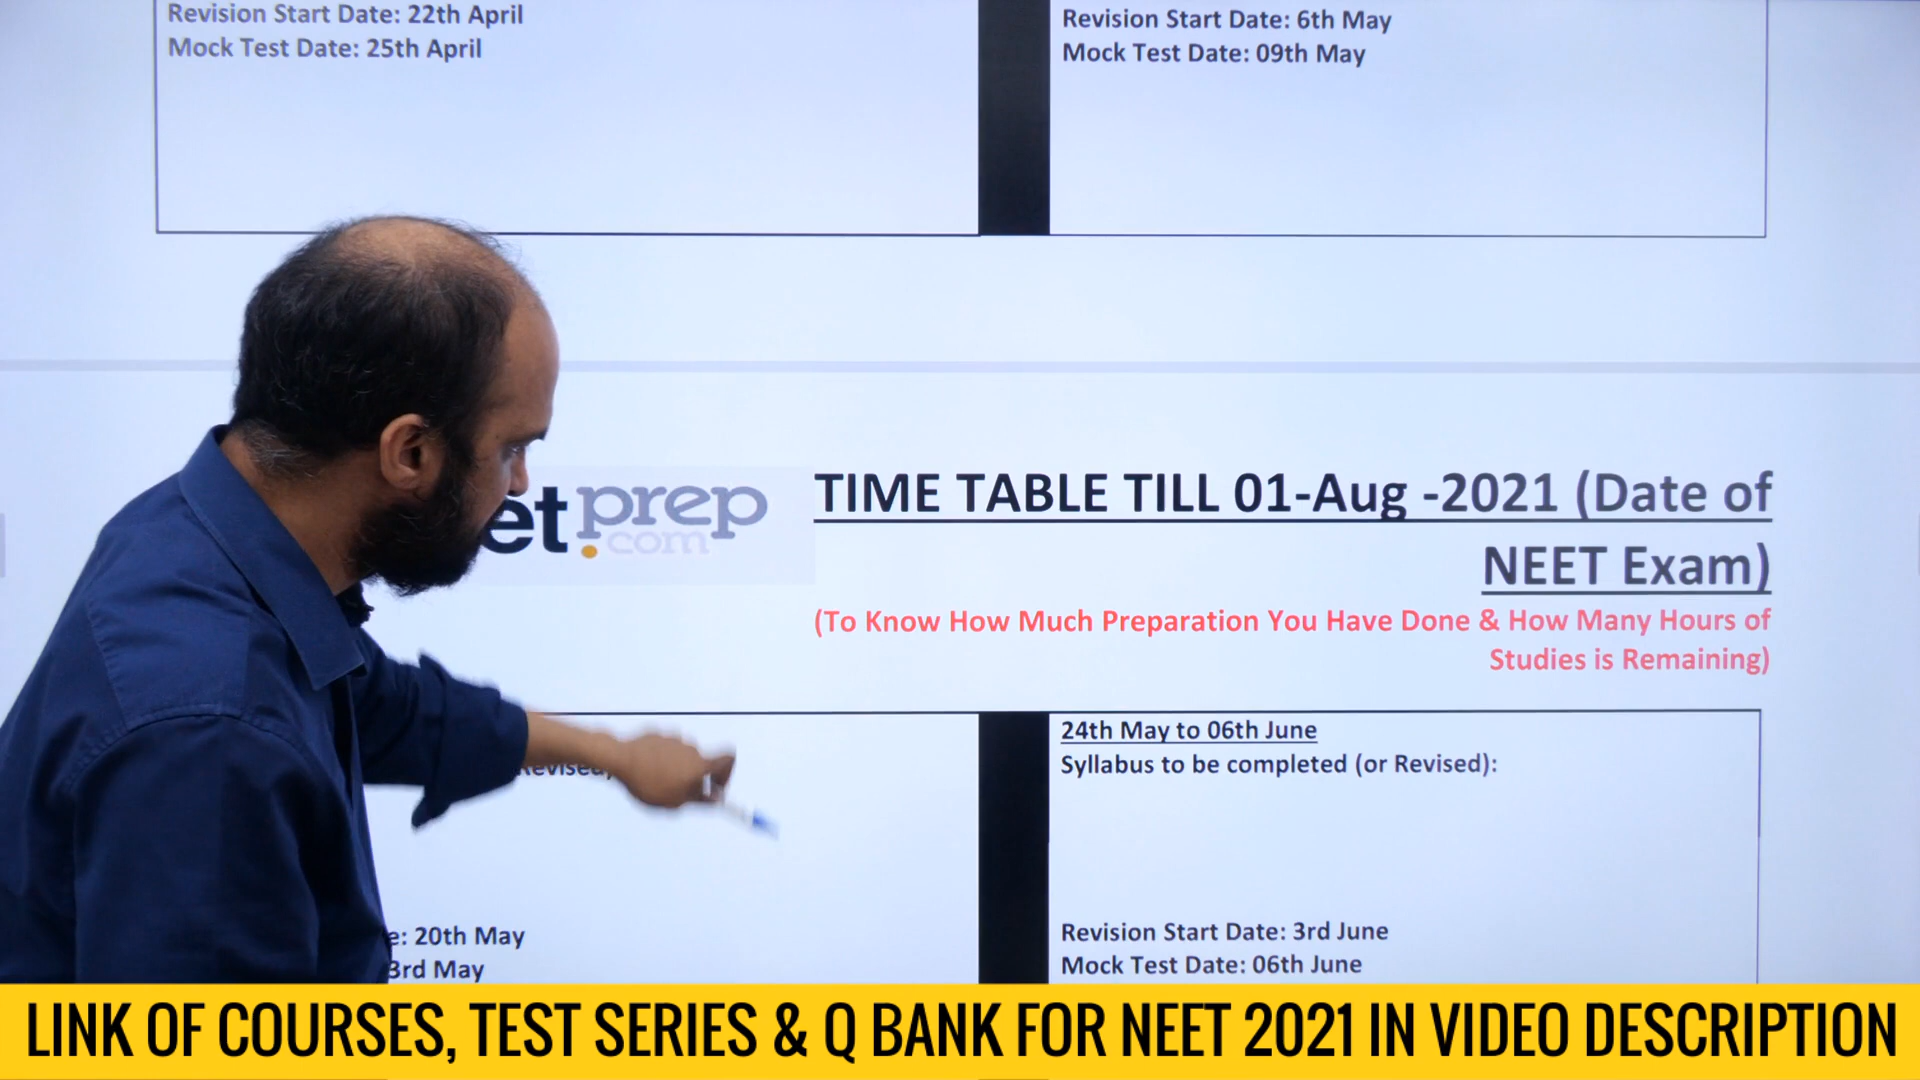 Revision Start Date: 22th April
Mock Test Date: 25th April
Revision Start Date: 6th May
Mock Test Date: 09th May
et prep
.com
TIME TABLE TILL 01-Aug -2021 (Date of
NEET Exam)
(To Know How Much Preparation You Have Done & How Many Hours of
Studies is Remaining)
24th May to 06th June
Syllabus to be completed (or Revised):
e: 20th May
3rd May
Revision Start Date: 3rd June
Mock Test Date: 06th June
LINK OF COURSES, TEST SERIES & Q BANK FOR NEET 2021 IN VIDEO DESCRIPTION